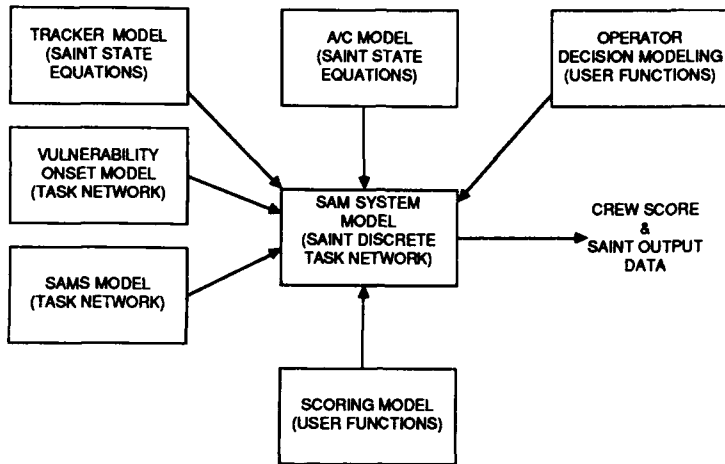 TRACKER MODEL
(SAINT STATE
EQUATIONS)
A/C MODEL
(SAINT STATE
EQUATIONS)
OPERATOR
DECISION MODELING
(USER FUNCTIONS)
VULNERABILITY
ONSET MODEL
(TASK NETWORK)
SAM SYSTEM
MODEL
(SAINT DISCRETE
TASK NETWORK)
CREW SCORE
&
SAINT OUTPUT
DATA
SAMS MODEL
(TASK NETWORK)
SCORING MODEL
(USER FUNCTIONS)